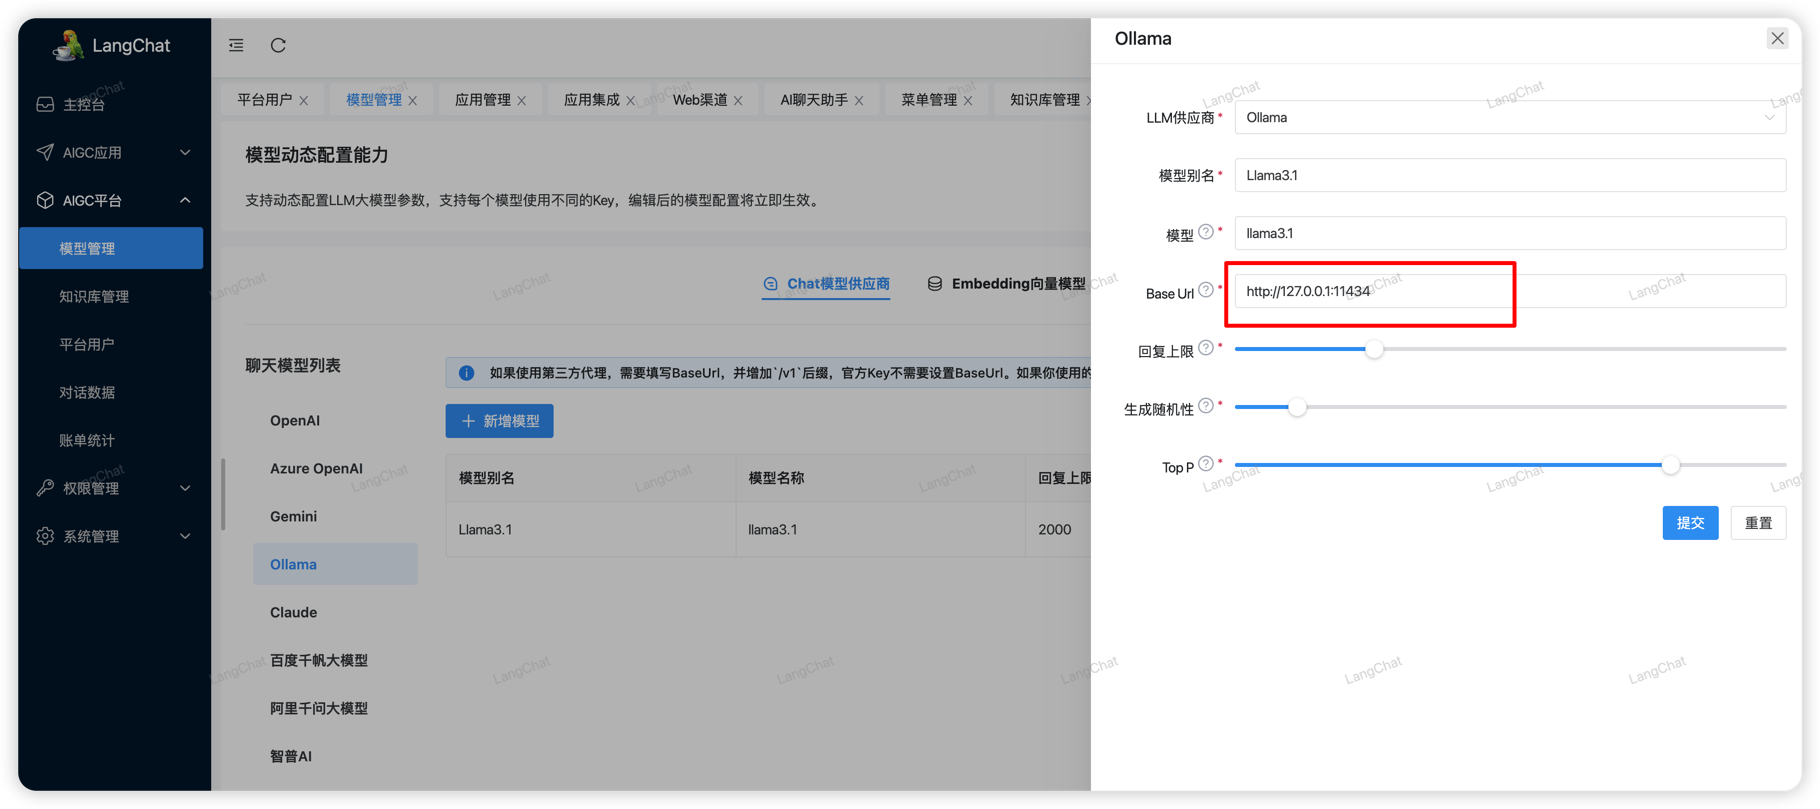 LangChat
主控台
AIGC应用
AIGC平台
模型管理
知识库管理
平台用户
对话数据
账单统计
权限管理
系统管理
平台用户
模型管理
应用管理
应用集成
Web渠道
AI聊天助手
菜单管理
知识库管理
模型动态配置能力
支持动态配置LLM大模型参数，支持每个模型使用不同的Key，编辑后的模型配置将立即生效。
Chat模型供应商
Embedding向量模型
聊天模型列表
OpenAI
Azure OpenAI
Gemini
Ollama
Claude
百度千帆大模型
阿里千问大模型
智普AI
如果使用第三方代理，需要填写BaseUrl，并增加`/v1`后缀，官方Key不需要设置BaseUrl。如果你使用的
+ 新增模型
模型别名 模型名称 回复上限
Llama3.1 llama3.1 2000
Ollama
LLM供应商* Ollama
模型别名* Llama3.1
模型 ? * llama3.1
Base Url ? * http://127.0.0.1:11434
回复上限 ? *
生成随机性 ? *
Top P ? *
提交 重置
LangChat